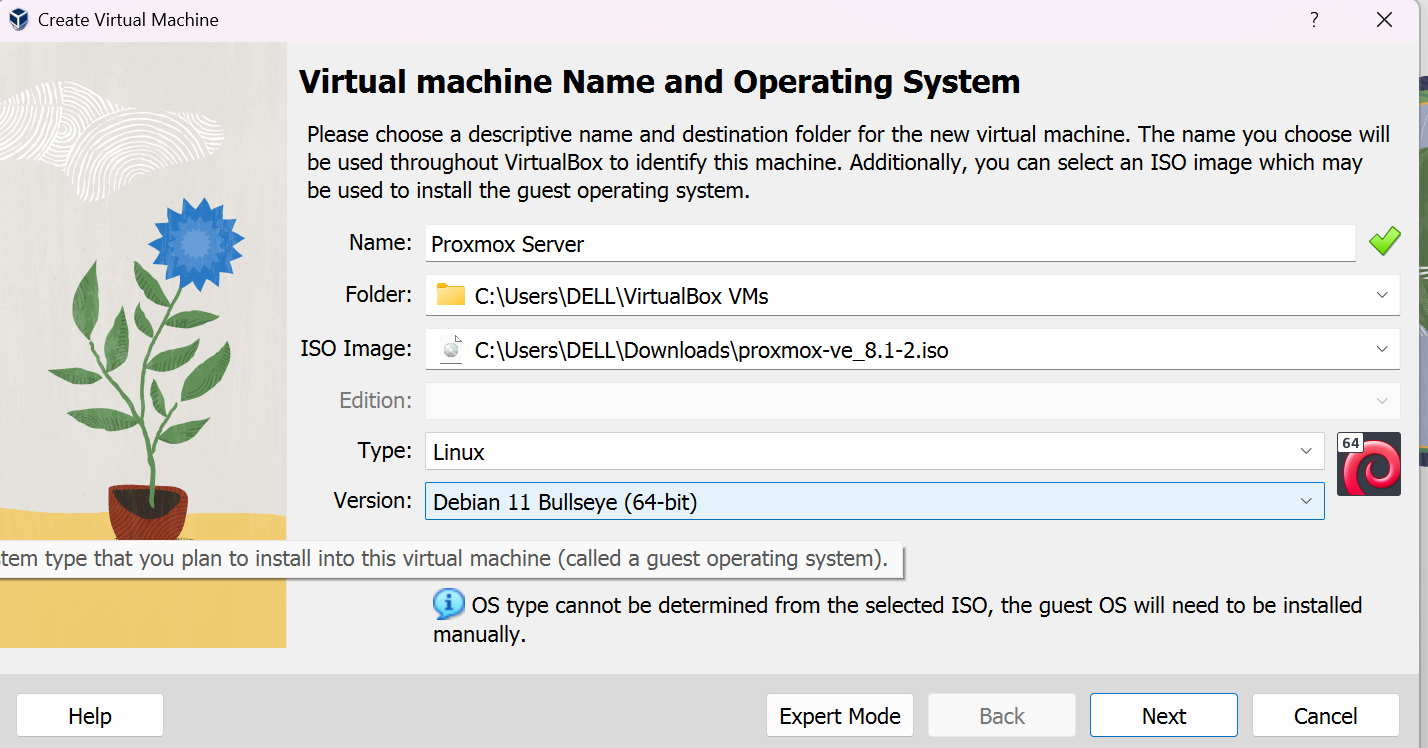 Create Virtual Machine
?
Virtual machine Name and Operating System
Please choose a descriptive name and destination folder for the new virtual machine. The name you choose will
be used throughout VirtualBox to identify this machine. Additionally, you can select an ISO image which may
be used to install the guest operating system.
Name: Proxmox Server
Folder: C:\Users\DELL\VirtualBox VMs
ISO Image: C:\Users\DELL\Downloads\proxmox-ve_8.1-2.iso
Edition:
Type: Linux
64
Version: Debian 11 Bullseye (64-bit)
tem type that you plan to install into this virtual machine (called a guest operating system).
OS type cannot be determined from the selected ISO, the guest OS will need to be installed
manually.
Help Expert Mode Back Next Cancel